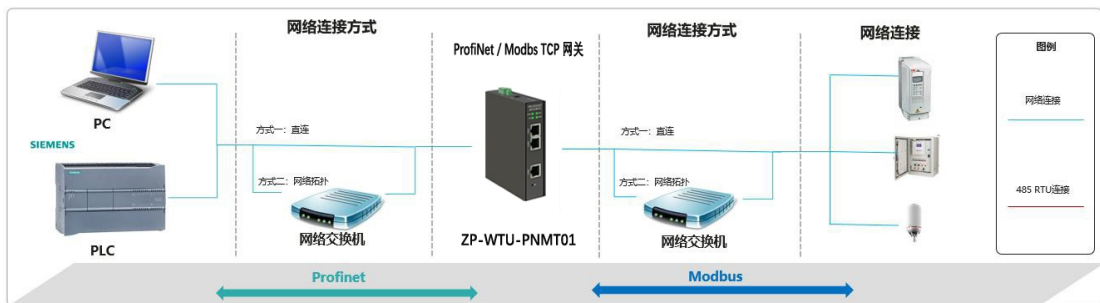 网络连接方式
ProfiNet / Modbs TCP 网关
网络连接方式
网络连接
图例
PC
方式一：直连
方式一：直连
网络连接
SIEMENS
方式二：网络拓扑
方式二：网络拓扑
485 RTU连接
网络交换机
ZP-WTU-PNMT01
网络交换机
PLC
Profinet
Modbus